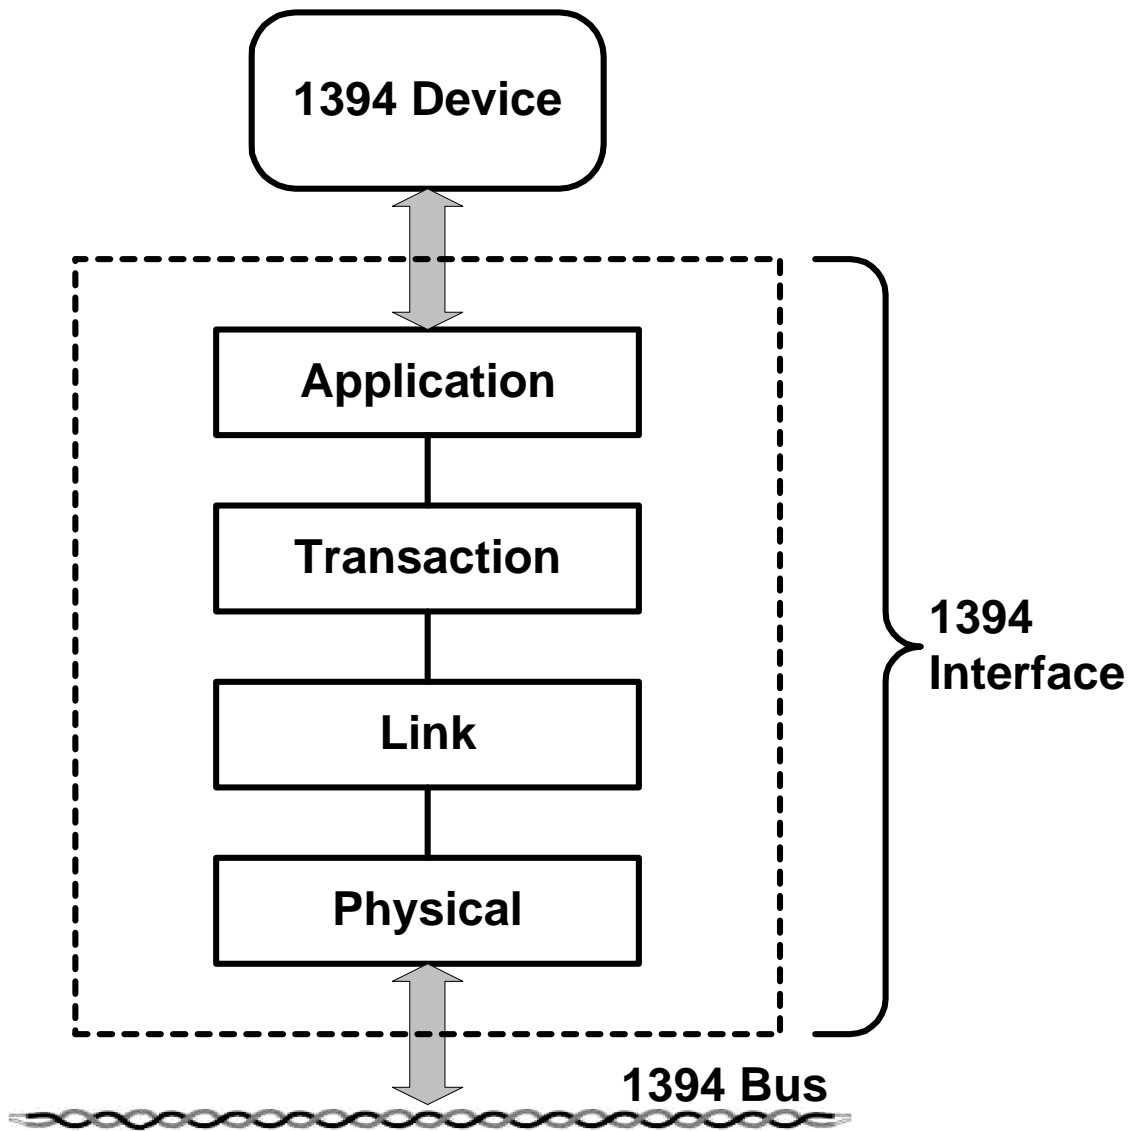 1394 Device
Application
Transaction
Link
Physical
1394
Interface
1394 Bus